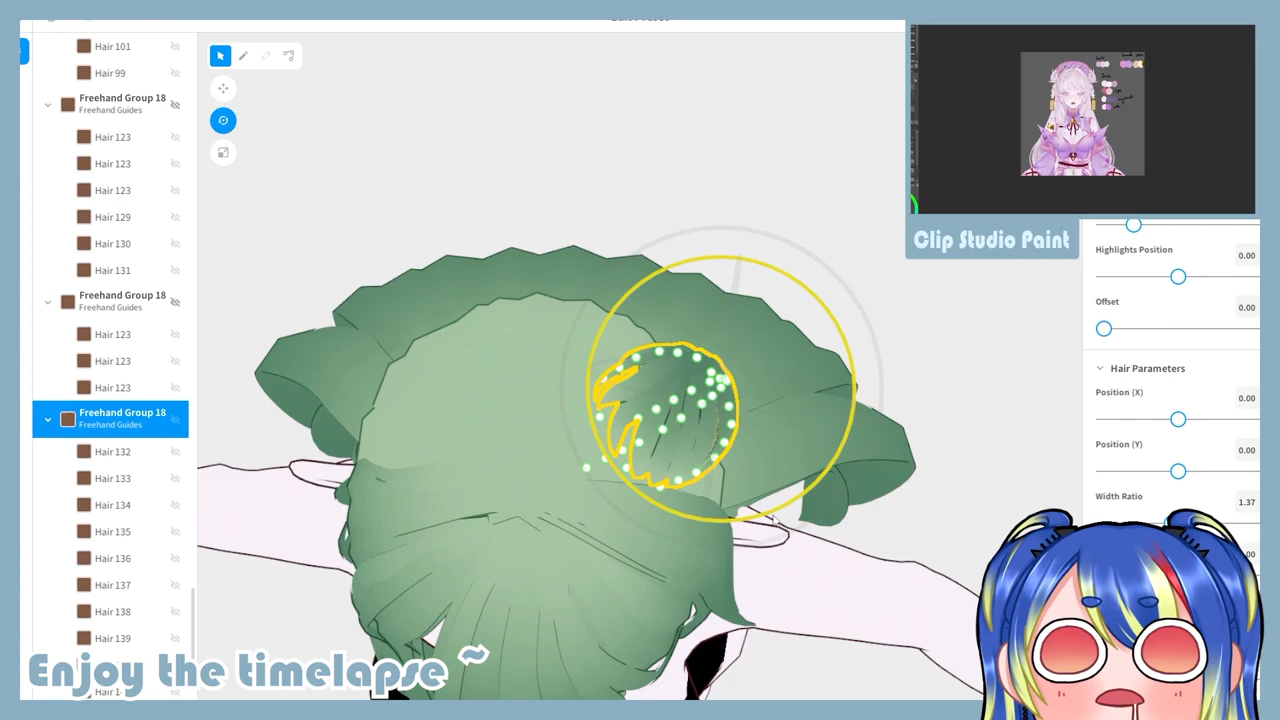 Hair 101
Hair 99
Freehand Group 18
Freehand Guides
Hair 123
Hair 123
Hair 123
Hair 129
Hair 130
Hair 131
Freehand Group 18
Freehand Guides
Hair 123
Hair 123
Hair 123
Freehand Group 18
Freehand Guides
Hair 132
Hair 133
Hair 134
Hair 135
Hair 136
Hair 137
Hair 138
Hair 139
Enjoy the timelapse ~
Clip Studio Paint
Highlights Position
0.00
Offset
0.00
Hair Parameters
Position (X)
0.00
Position (Y)
0.00
Width Ratio
1.37